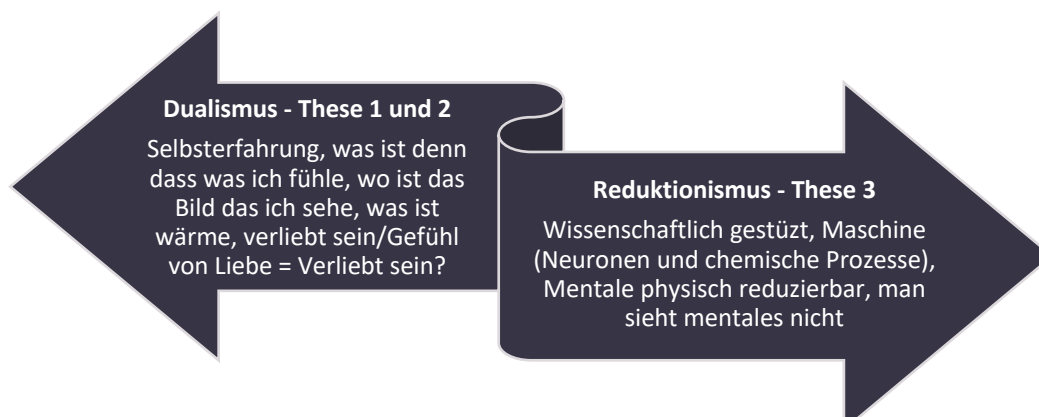 Dualismus - These 1 und 2
Selbsterfahrung, was ist denn
dass was ich fühle, wo ist das
Bild das ich sehe, was ist
wärme, verliebt sein/Gefühl
von Liebe = Verliebt sein?
Reduktionismus - These 3
Wissenschaftlich gestüzt, Maschine
(Neuronen und chemische Prozesse),
Mentale physisch reduzierbar, man
sieht mentales nicht